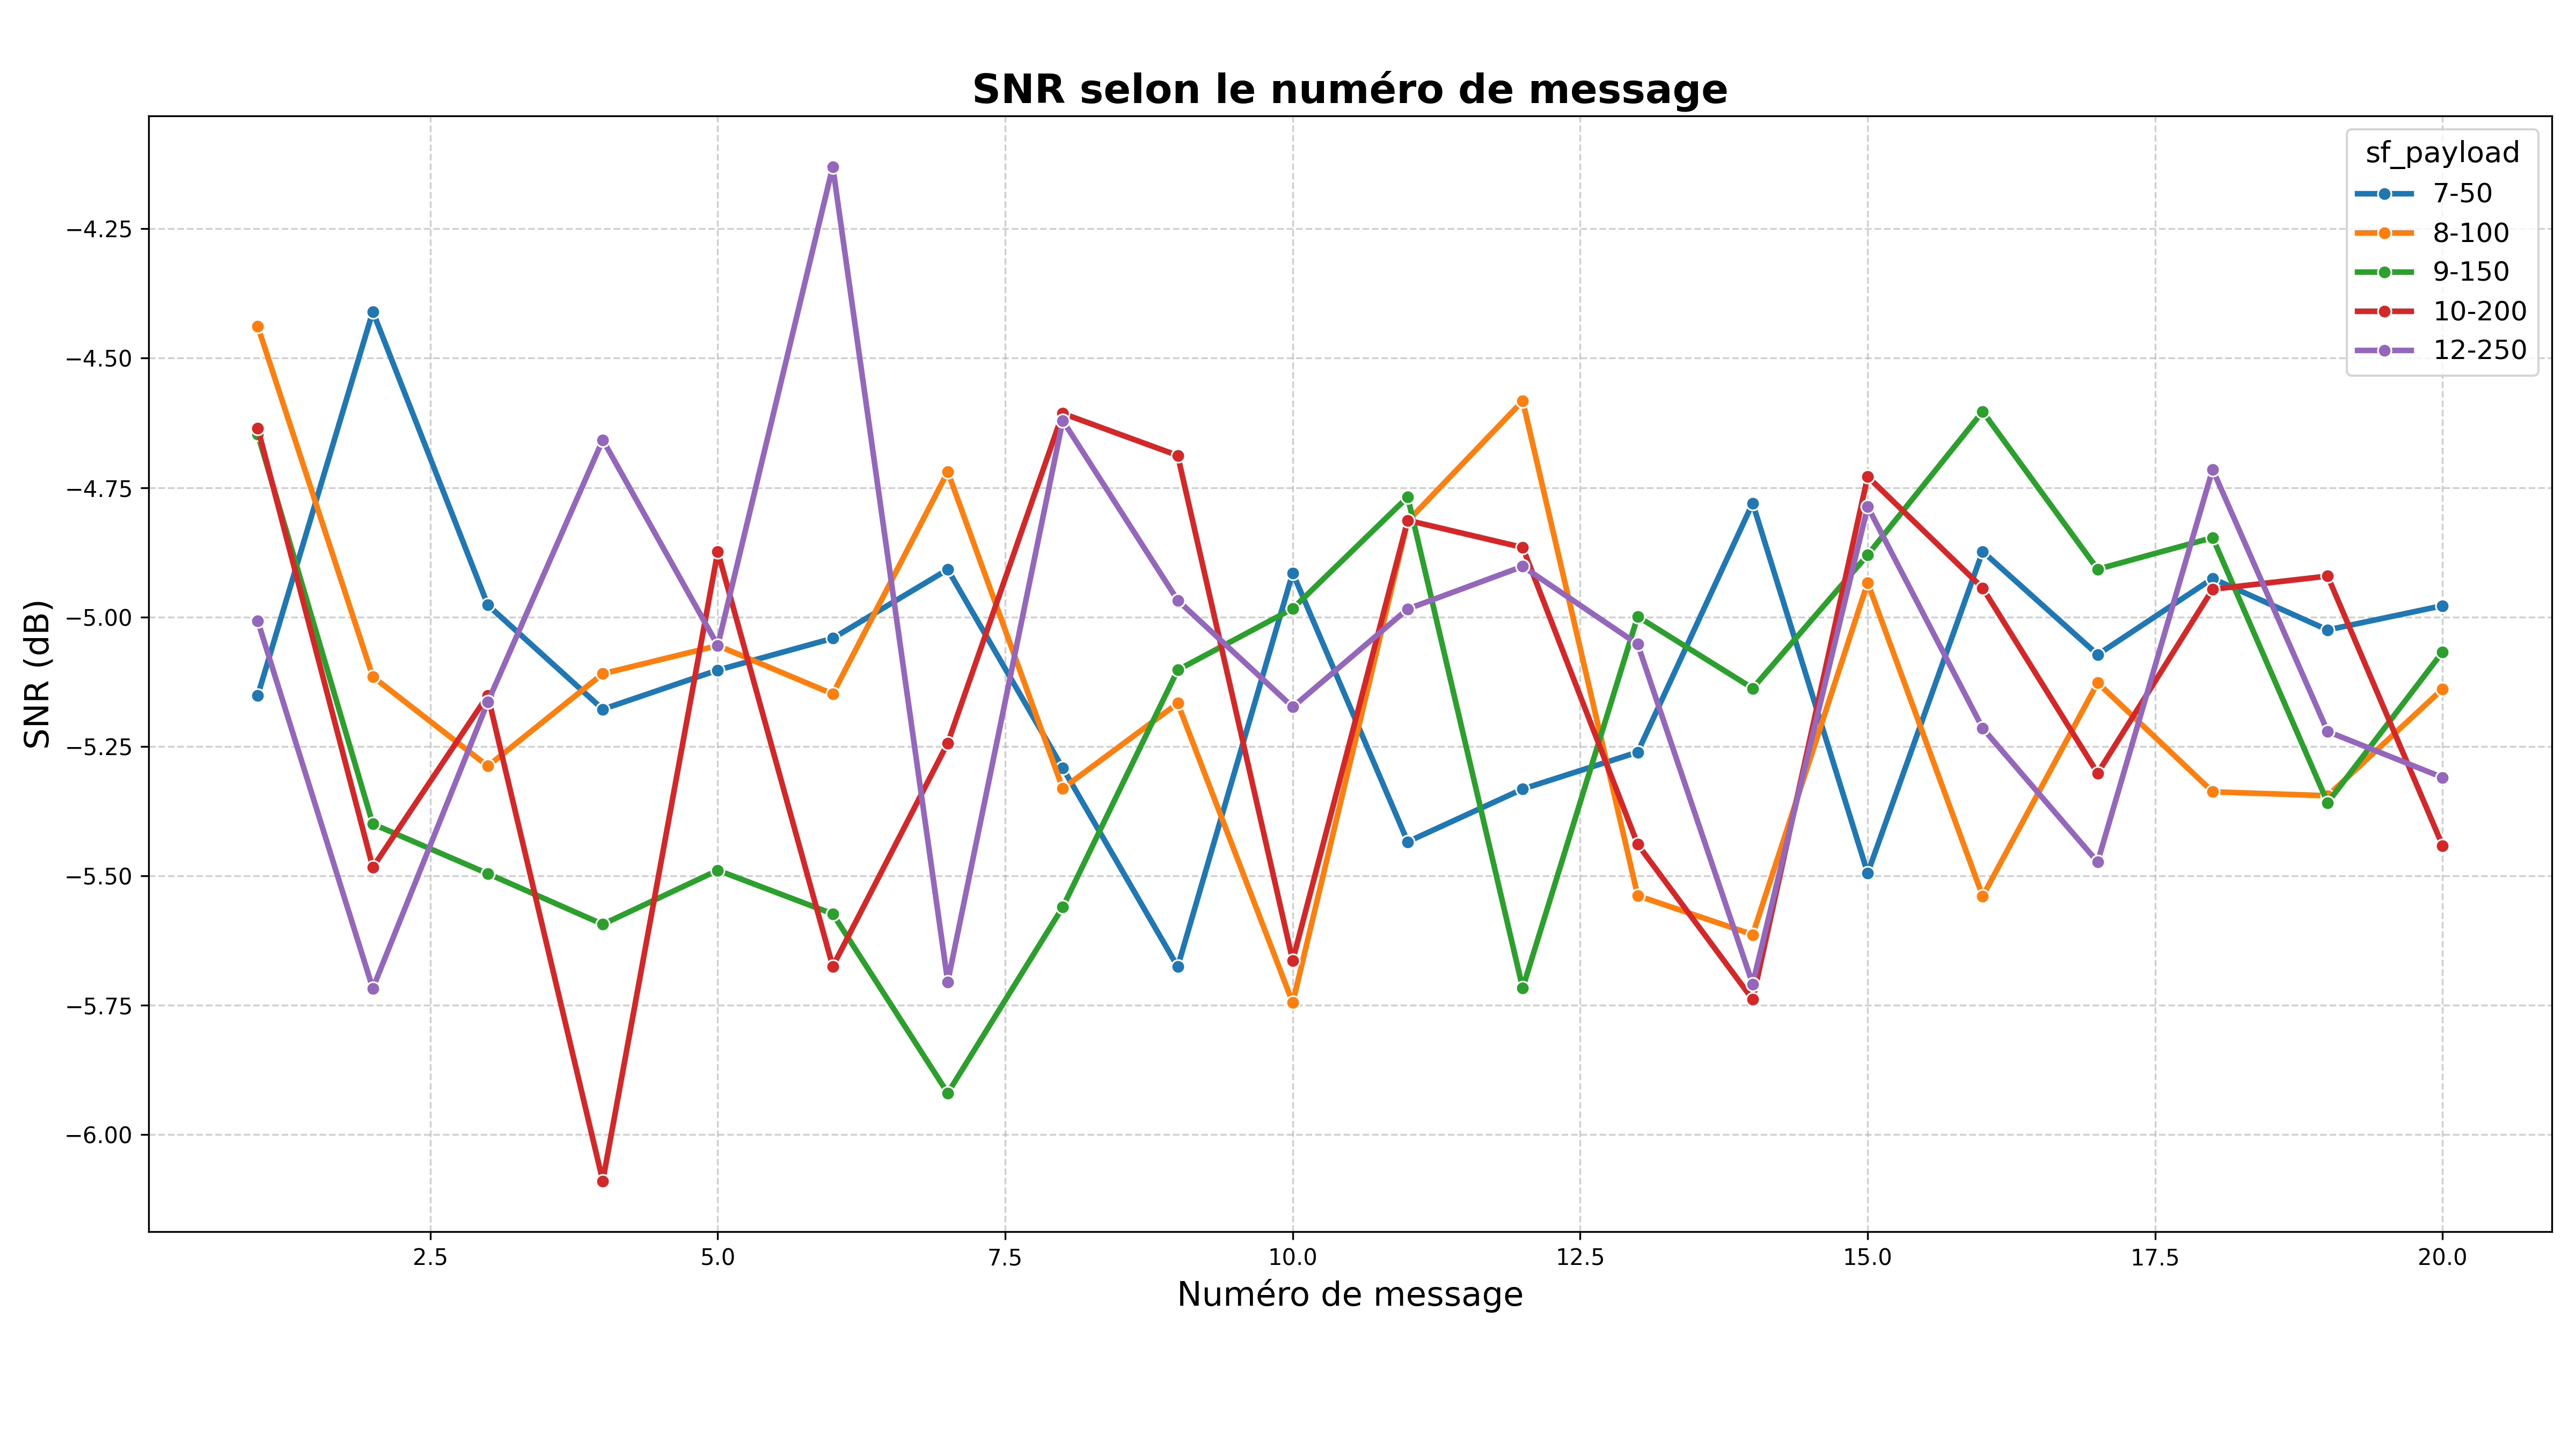 SNR selon le numéro de message
sf_payload
7-50
8-100
9-150
10-200
12-250
SNR (dB)
−4.25
−4.50
−4.75
−5.00
−5.25
−5.50
−5.75
−6.00
2.5 5.0 7.5 10.0 12.5 15.0 17.5 20.0
Numéro de message